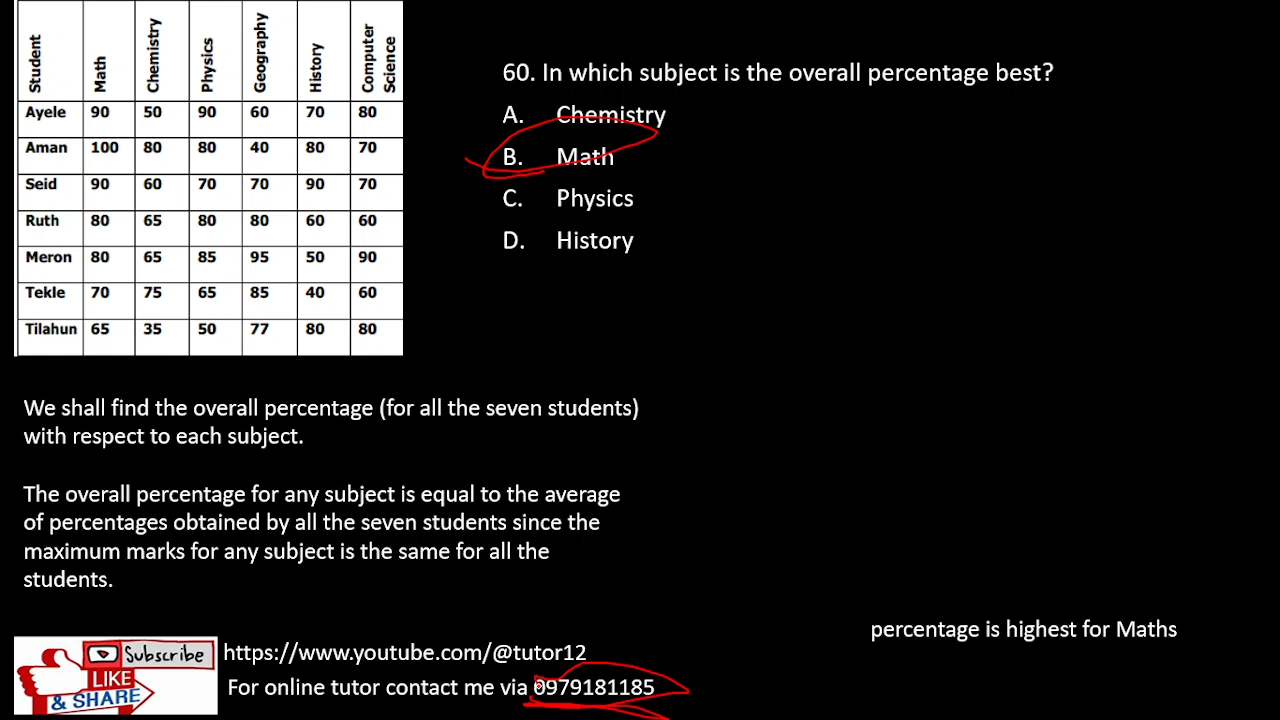 Student Math Chemistry Physics Geography History Computer Science
Ayele 90 50 90 60 70 80
Aman 100 80 80 40 80 70
Seid 90 60 70 70 90 70
Ruth 80 65 80 80 60 60
Meron 80 65 85 95 50 90
Tekle 70 75 65 85 40 60
Tilahun 65 35 50 77 80 80
60. In which subject is the overall percentage best?
A. Chemistry
B. Math
C. Physics
D. History
We shall find the overall percentage (for all the seven students)
with respect to each subject.
The overall percentage for any subject is equal to the average
of percentages obtained by all the seven students since the
maximum marks for any subject is the same for all the
students.
percentage is highest for Maths
Subscribe
LIKE
& SHARE
https://www.youtube.com/@tutor12
For online tutor contact me via 0979181185